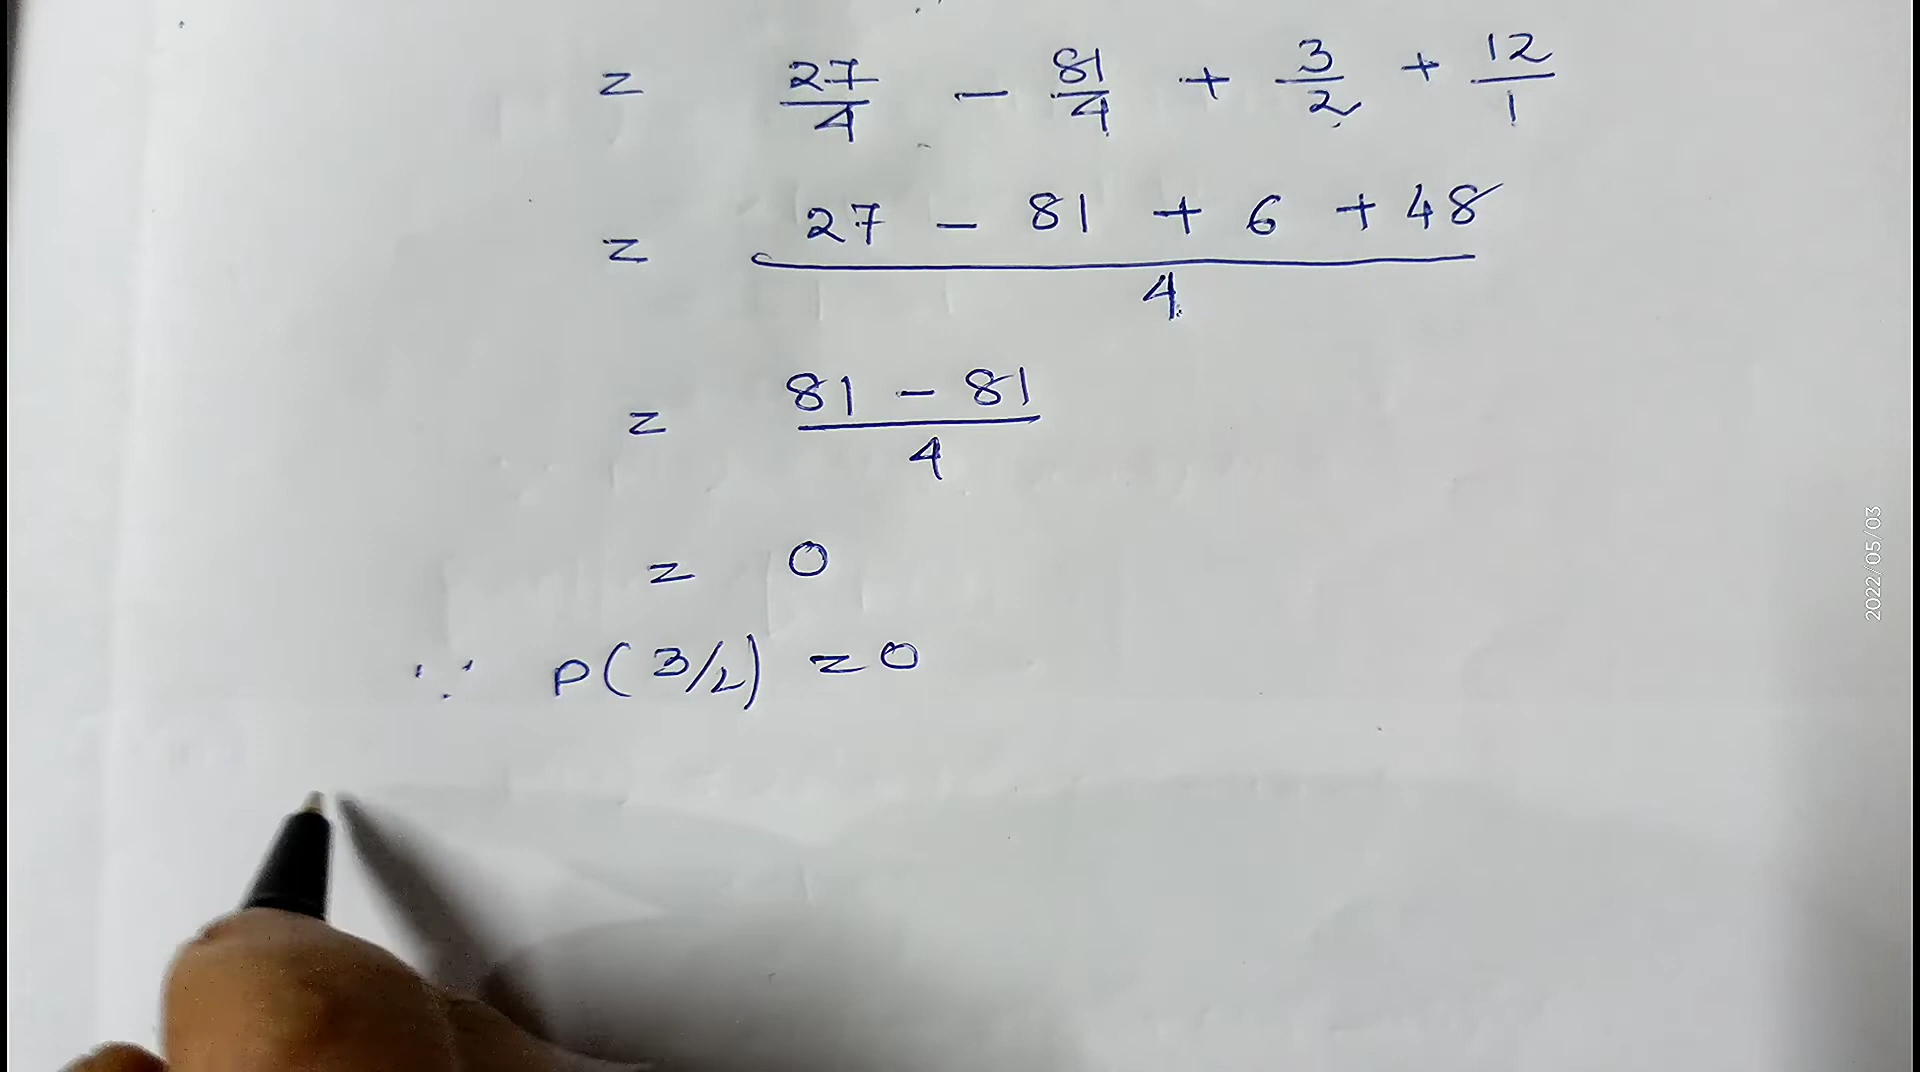 = 27/4 - 81/4 + 3/2 + 12/1
= 27 - 81 + 6 + 48 / 4
= 81 - 81 / 4
= 0
∵ P(3/2) = 0
2022/05/03